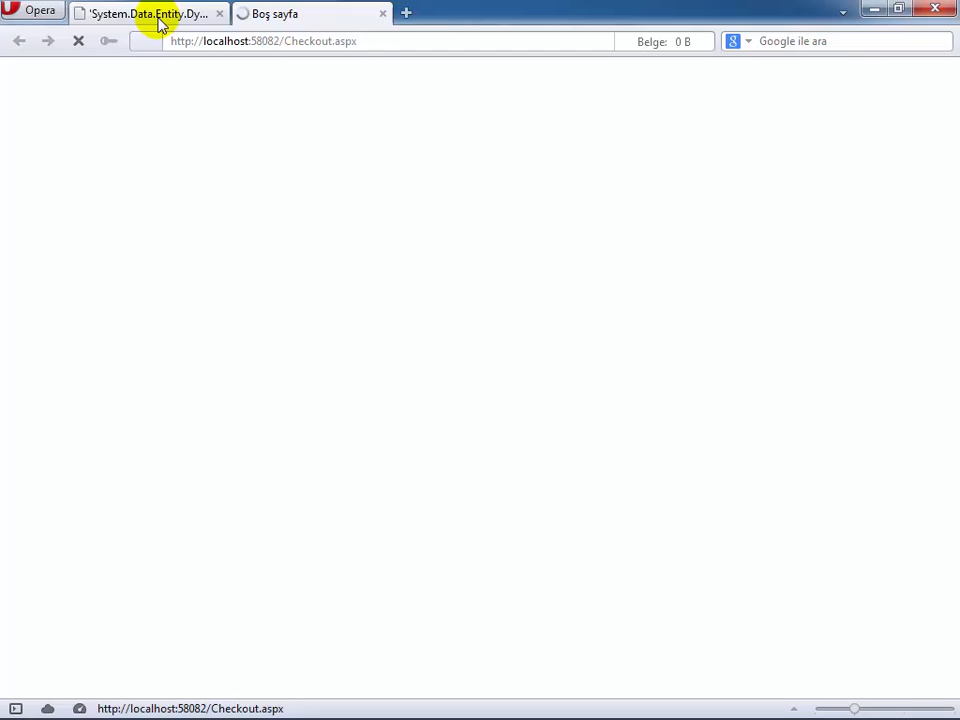 Opera
'System.Data.Entity.Dy...
Boş sayfa
http://localhost:58082/Checkout.aspx
Belge: 0 B
Google ile ara
http://localhost:58082/Checkout.aspx